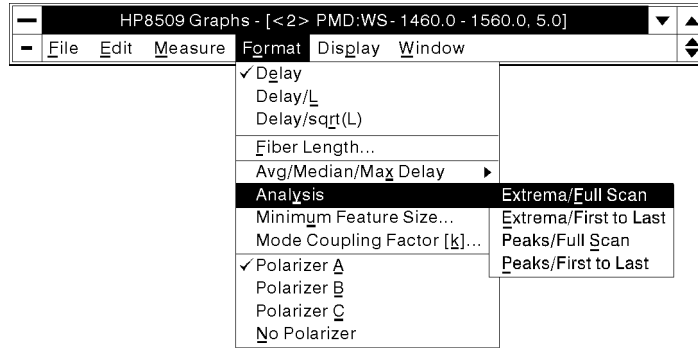 HP8509 Graphs - [<2> PMD:WS- 1460.0 - 1560.0, 5.0]
File Edit Measure Format Display Window
✓Delay
Delay/L
Delay/sqrt(L)
Fiber Length...
Avg/Median/Max Delay
Analysis
Minimum Feature Size...
Mode Coupling Factor [k]...
✓Polarizer A
Polarizer B
Polarizer C
No Polarizer
Extrema/Full Scan
Extrema/First to Last
Peaks/Full Scan
Peaks/First to Last